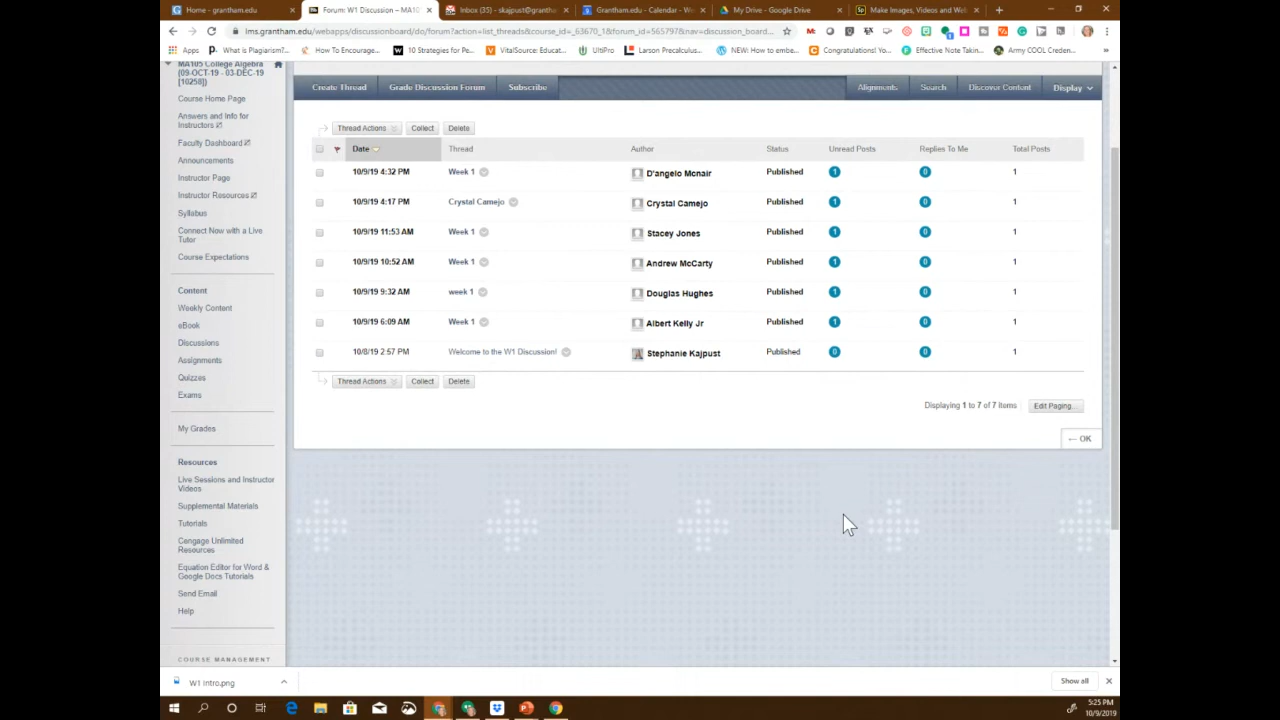 Home - grantham.edu
Forum: W1 Discussion – MA10
Inbox (35) - skajpust@grantha
Grantham.edu - Calendar - We
My Drive - Google Drive
Make Images, Videos and Web
lms.grantham.edu/webapps/discussionboard/do/forum?action=list_threads&course_id=_63670_1&forum_id=565797&nav=discussion_board...
Apps
What is Plagiarism?...
How To Encourage...
10 Strategies for Pe...
VitalSource: Educat...
UltiPro
Larson Precalculus...
NEW: How to embe...
Congratulations! Yo...
Effective Note Takin...
Army COOL Creden...
MA105 College Algebra
(09-OCT-19 - 03-DEC-19
[10258])
Course Home Page
Answers and Info for
Instructors
Faculty Dashboard
Announcements
Instructor Page
Instructor Resources
Syllabus
Connect Now with a Live
Tutor
Course Expectations
Content
Weekly Content
eBook
Discussions
Assignments
Quizzes
Exams
My Grades
Resources
Live Sessions and Instructor
Videos
Supplemental Materials
Tutorials
Cengage Unlimited
Resources
Equation Editor for Word &
Google Docs Tutorials
Send Email
Help
COURSE MANAGEMENT
Create Thread Grade Discussion Forum Subscribe Alignments Search Discover Content Display
Thread Actions Collect Delete
Date Thread Author Status Unread Posts Replies To Me Total Posts
10/9/19 4:32 PM Week 1 D'angelo Mcnair Published 1 0 1
10/9/19 4:17 PM Crystal Camejo Crystal Camejo Published 1 0 1
10/9/19 11:53 AM Week 1 Stacey Jones Published 1 0 1
10/9/19 10:52 AM Week 1 Andrew McCarty Published 1 0 1
10/9/19 9:32 AM week 1 Douglas Hughes Published 1 0 1
10/9/19 6:09 AM Week 1 Albert Kelly Jr Published 1 0 1
10/8/19 2:57 PM Welcome to the W1 Discussion! Stephanie Kajpust Published 0 0 1
Thread Actions Collect Delete
Displaying 1 to 7 of 7 items Edit Paging...
← OK
W1 Intro.png
Show all
5:25 PM
10/9/2019